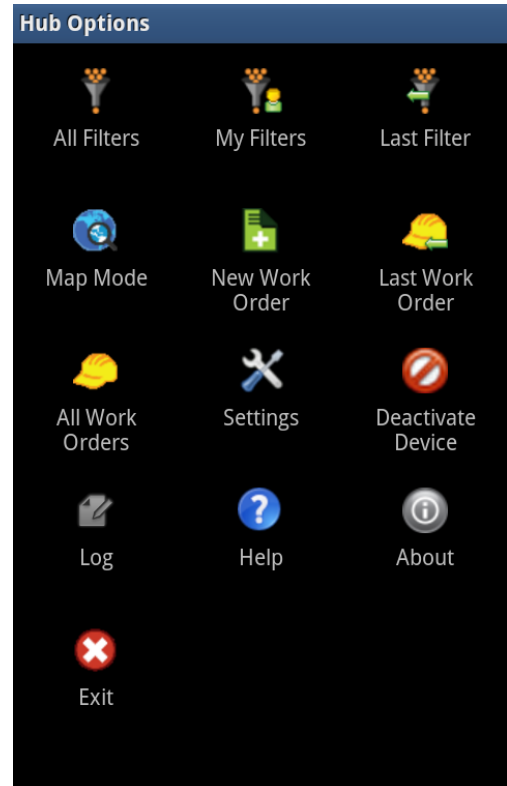 Hub Options
All Filters
My Filters
Last Filter
Map Mode
New Work
Order
Last Work
Order
All Work
Orders
Settings
Deactivate
Device
Log
Help
About
Exit